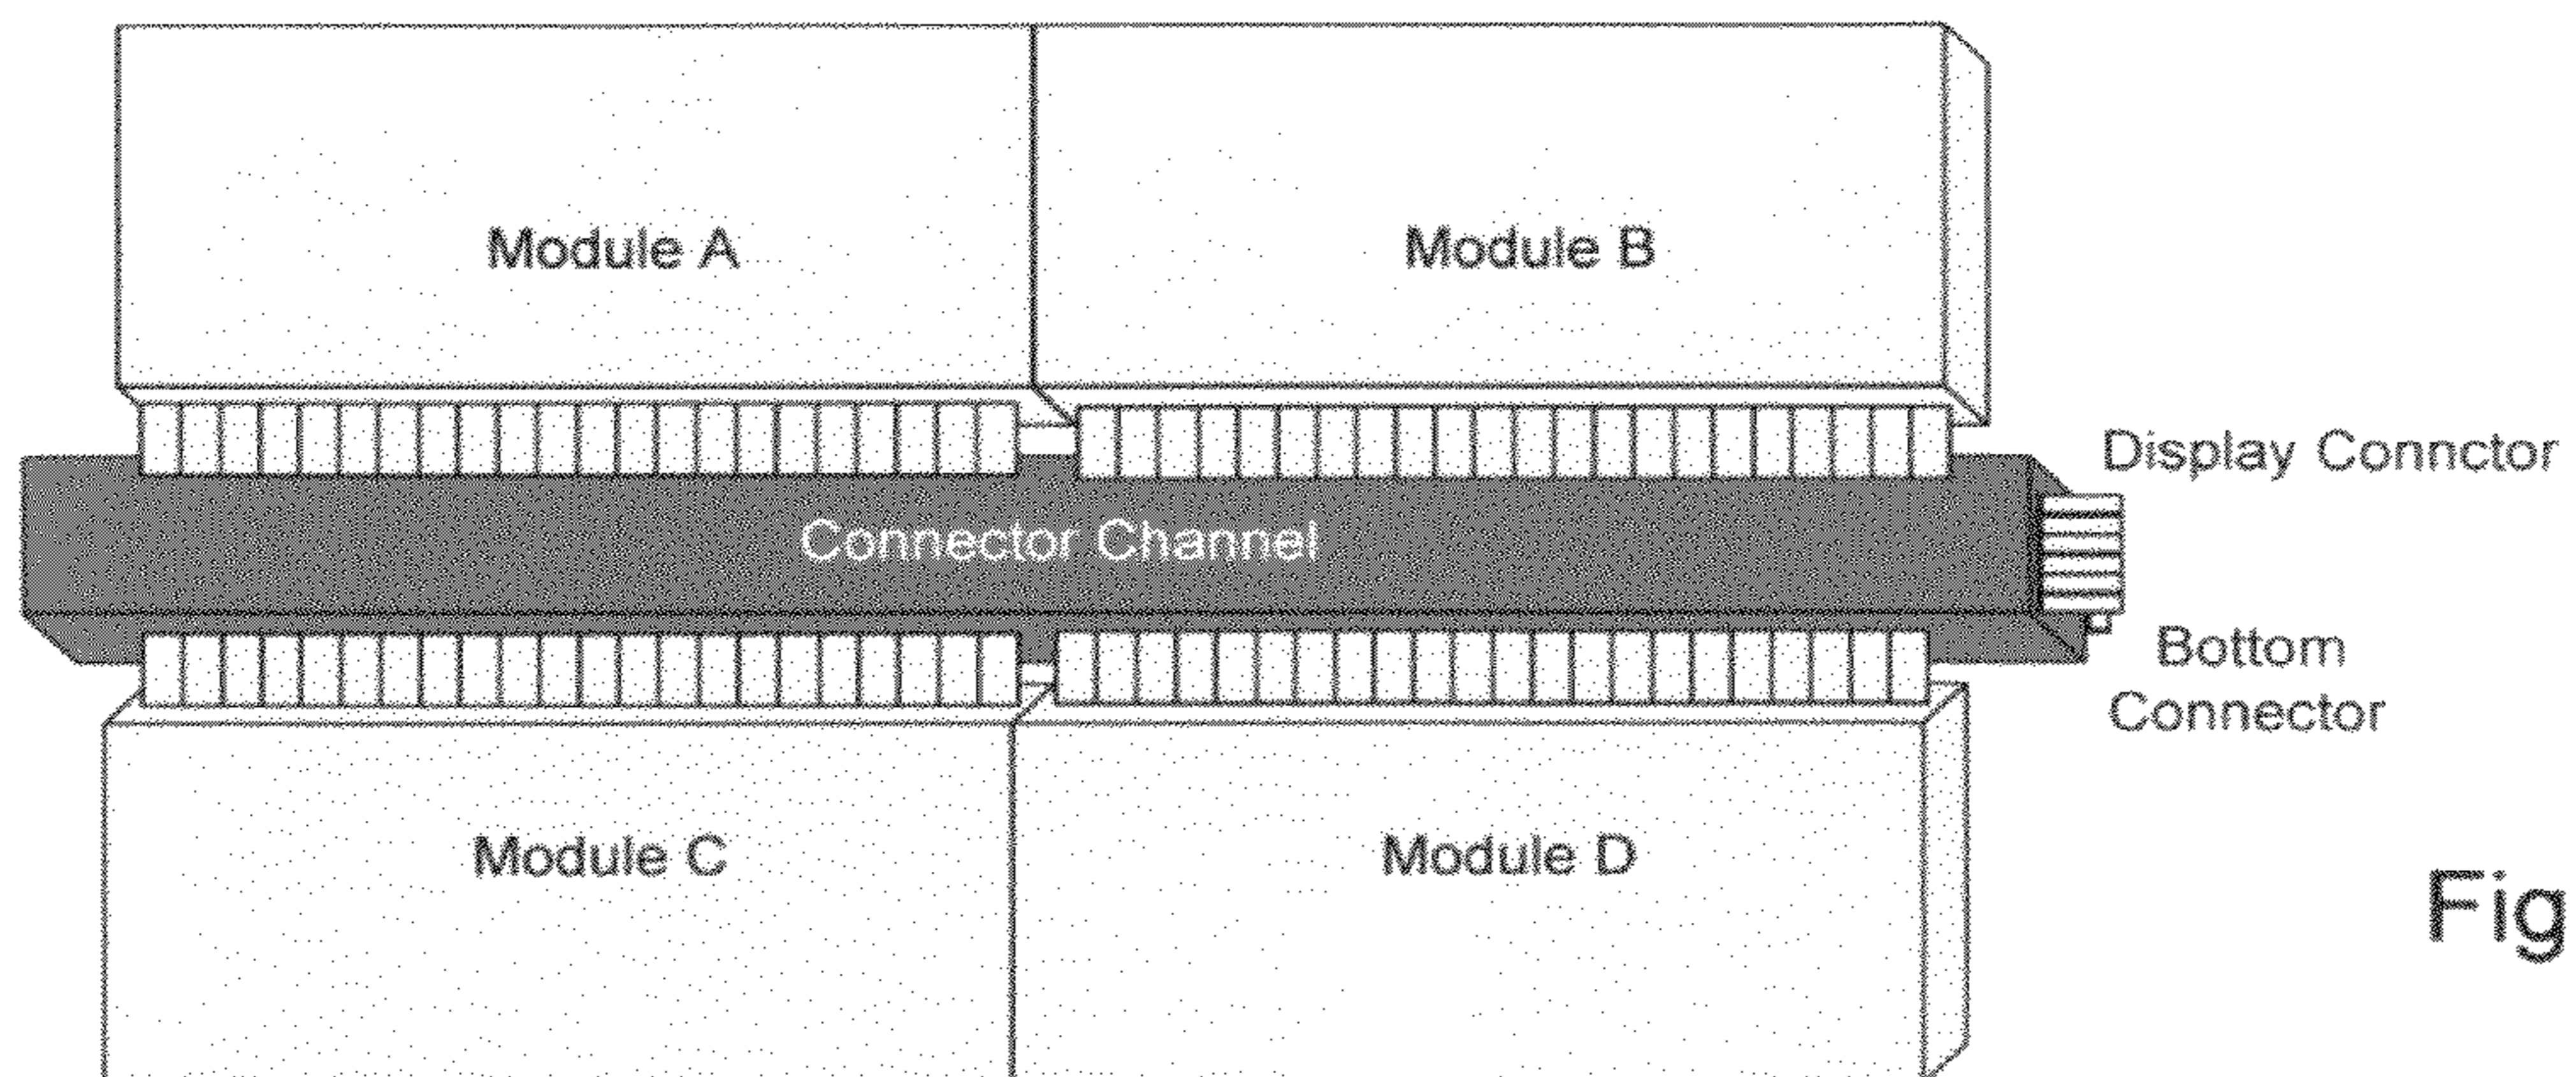 Module A
Module B
Display Connctor
Connector Channel
Bottom
Connector
Module C
Module D
Fig